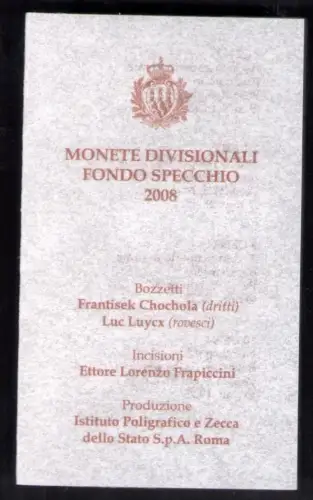 MONETE DIVISIONALI
FONDO SPECCHIO
2008
Bozzetti
Frantisek Chochola (dritti)
Luc Luycx (rovesci)
Incisioni
Ettore Lorenzo Frapiccini
Produzione
Istituto Poligrafico e Zecca
dello Stato S.p.A. Roma